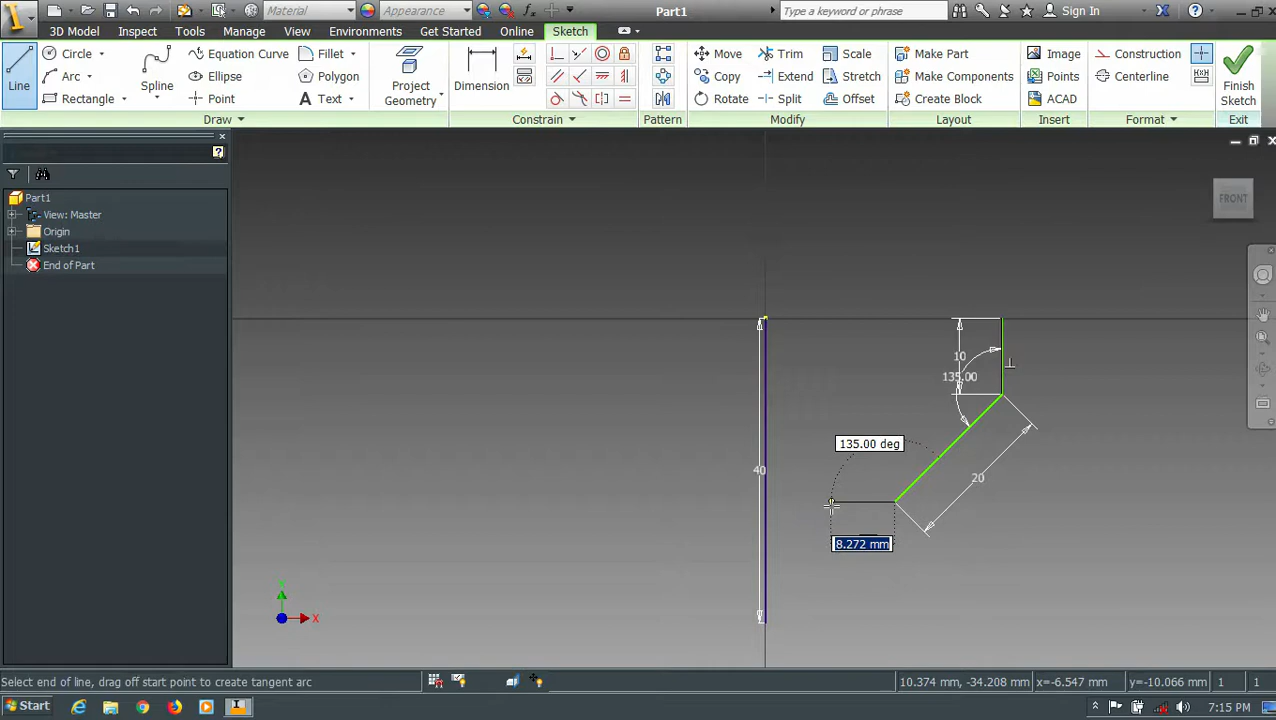 Material
Appearance
Part1
Type a keyword or phrase
Sign In
3D Model
Inspect
Tools
Manage
View
Environments
Get Started
Online
Sketch
Line
Circle
Arc
Rectangle
Spline
Equation Curve
Ellipse
Point
Fillet
Polygon
Text
Draw
Project Geometry
Dimension
Constrain
Pattern
Move
Copy
Rotate
Trim
Extend
Split
Scale
Stretch
Offset
Modify
Make Part
Make Components
Create Block
Layout
Image
Points
ACAD
Insert
Construction
Centerline
Format
Finish
Sketch
Exit
Part1
View: Master
Origin
Sketch1
End of Part
FRONT
10
135.00
40
135.00 deg
20
8.272 mm
X
Select end of line, drag off start point to create tangent arc
10.374 mm, -34.208 mm
x=-6.547 mm
y=-10.066 mm
1
1
Start
7:15 PM